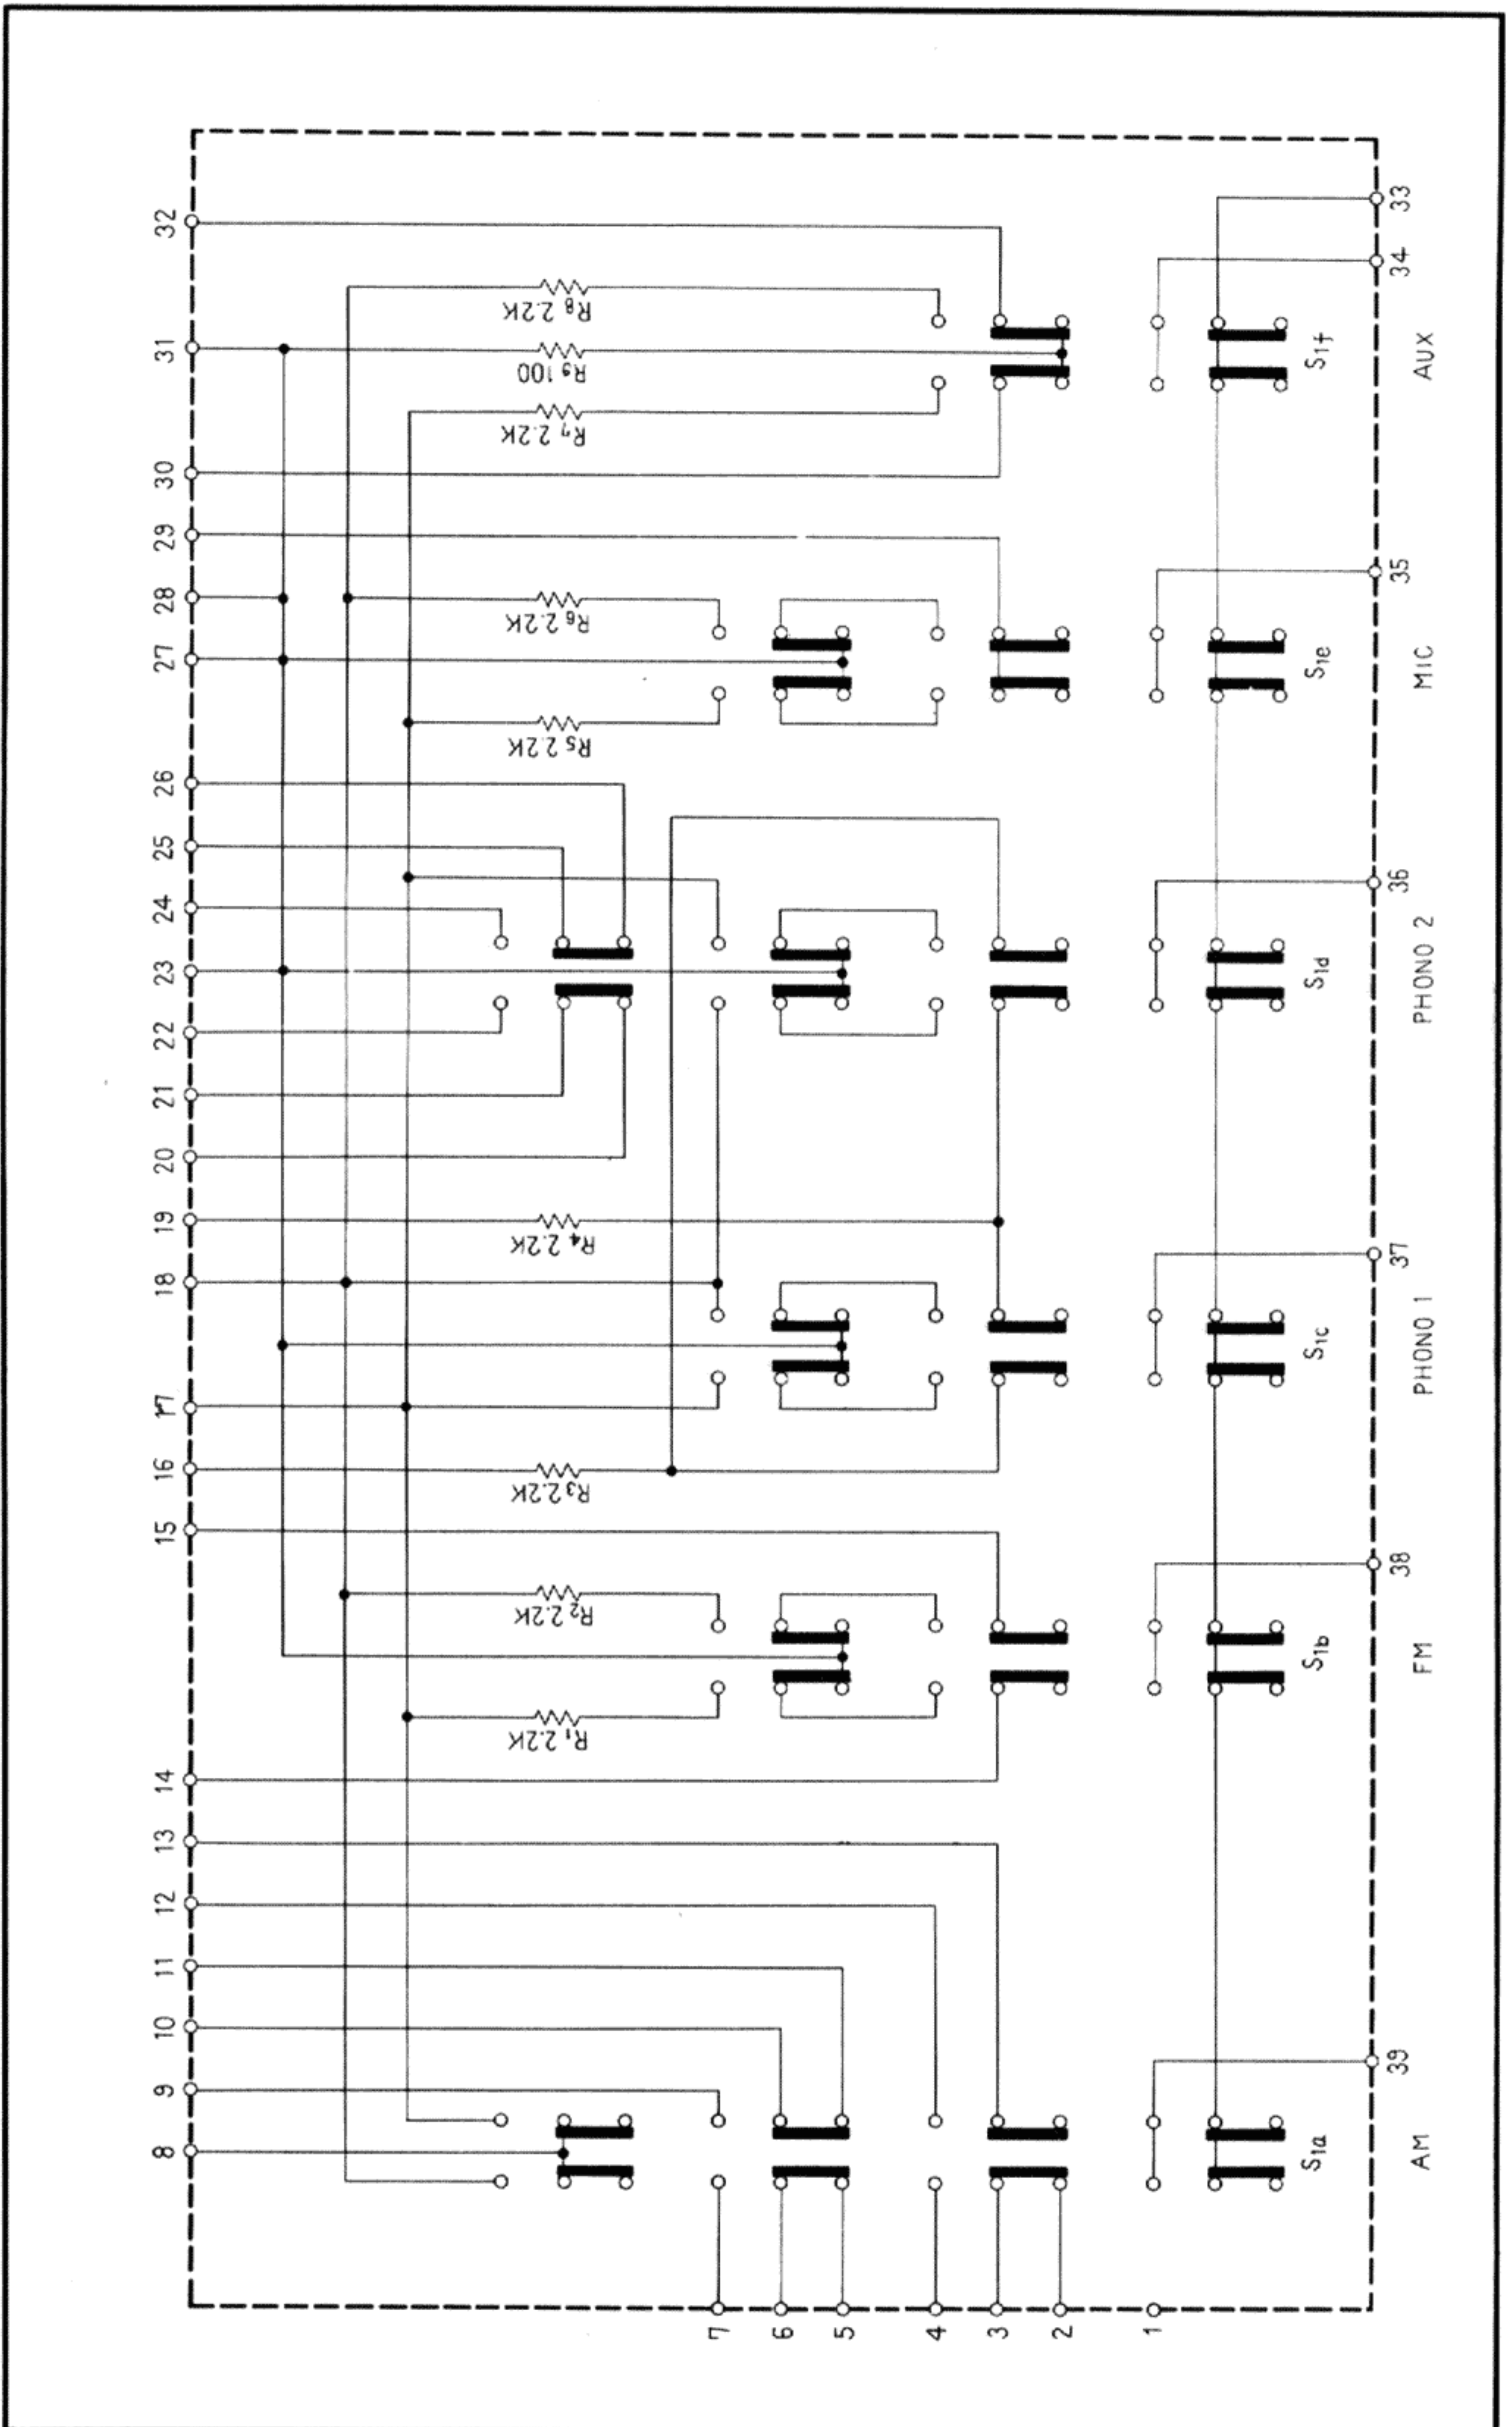 8
9
10
11
12
13
14
15
16
17
18
19
20
21
22
23
24
25
26
27
28
29
30
31
32
R1 2.2K
R2 2.2K
R3 2.2K
R4 2.2K
R5 2.2K
R6 2.2K
R7 2.2K
R9 100
R8 2.2K
7
6
5
4
3
2
1
S1a
S1b
S1c
S1d
S1e
S1f
39
38
37
36
35
34
33
AM
FM
PHONO 1
PHONO 2
MIC
AUX